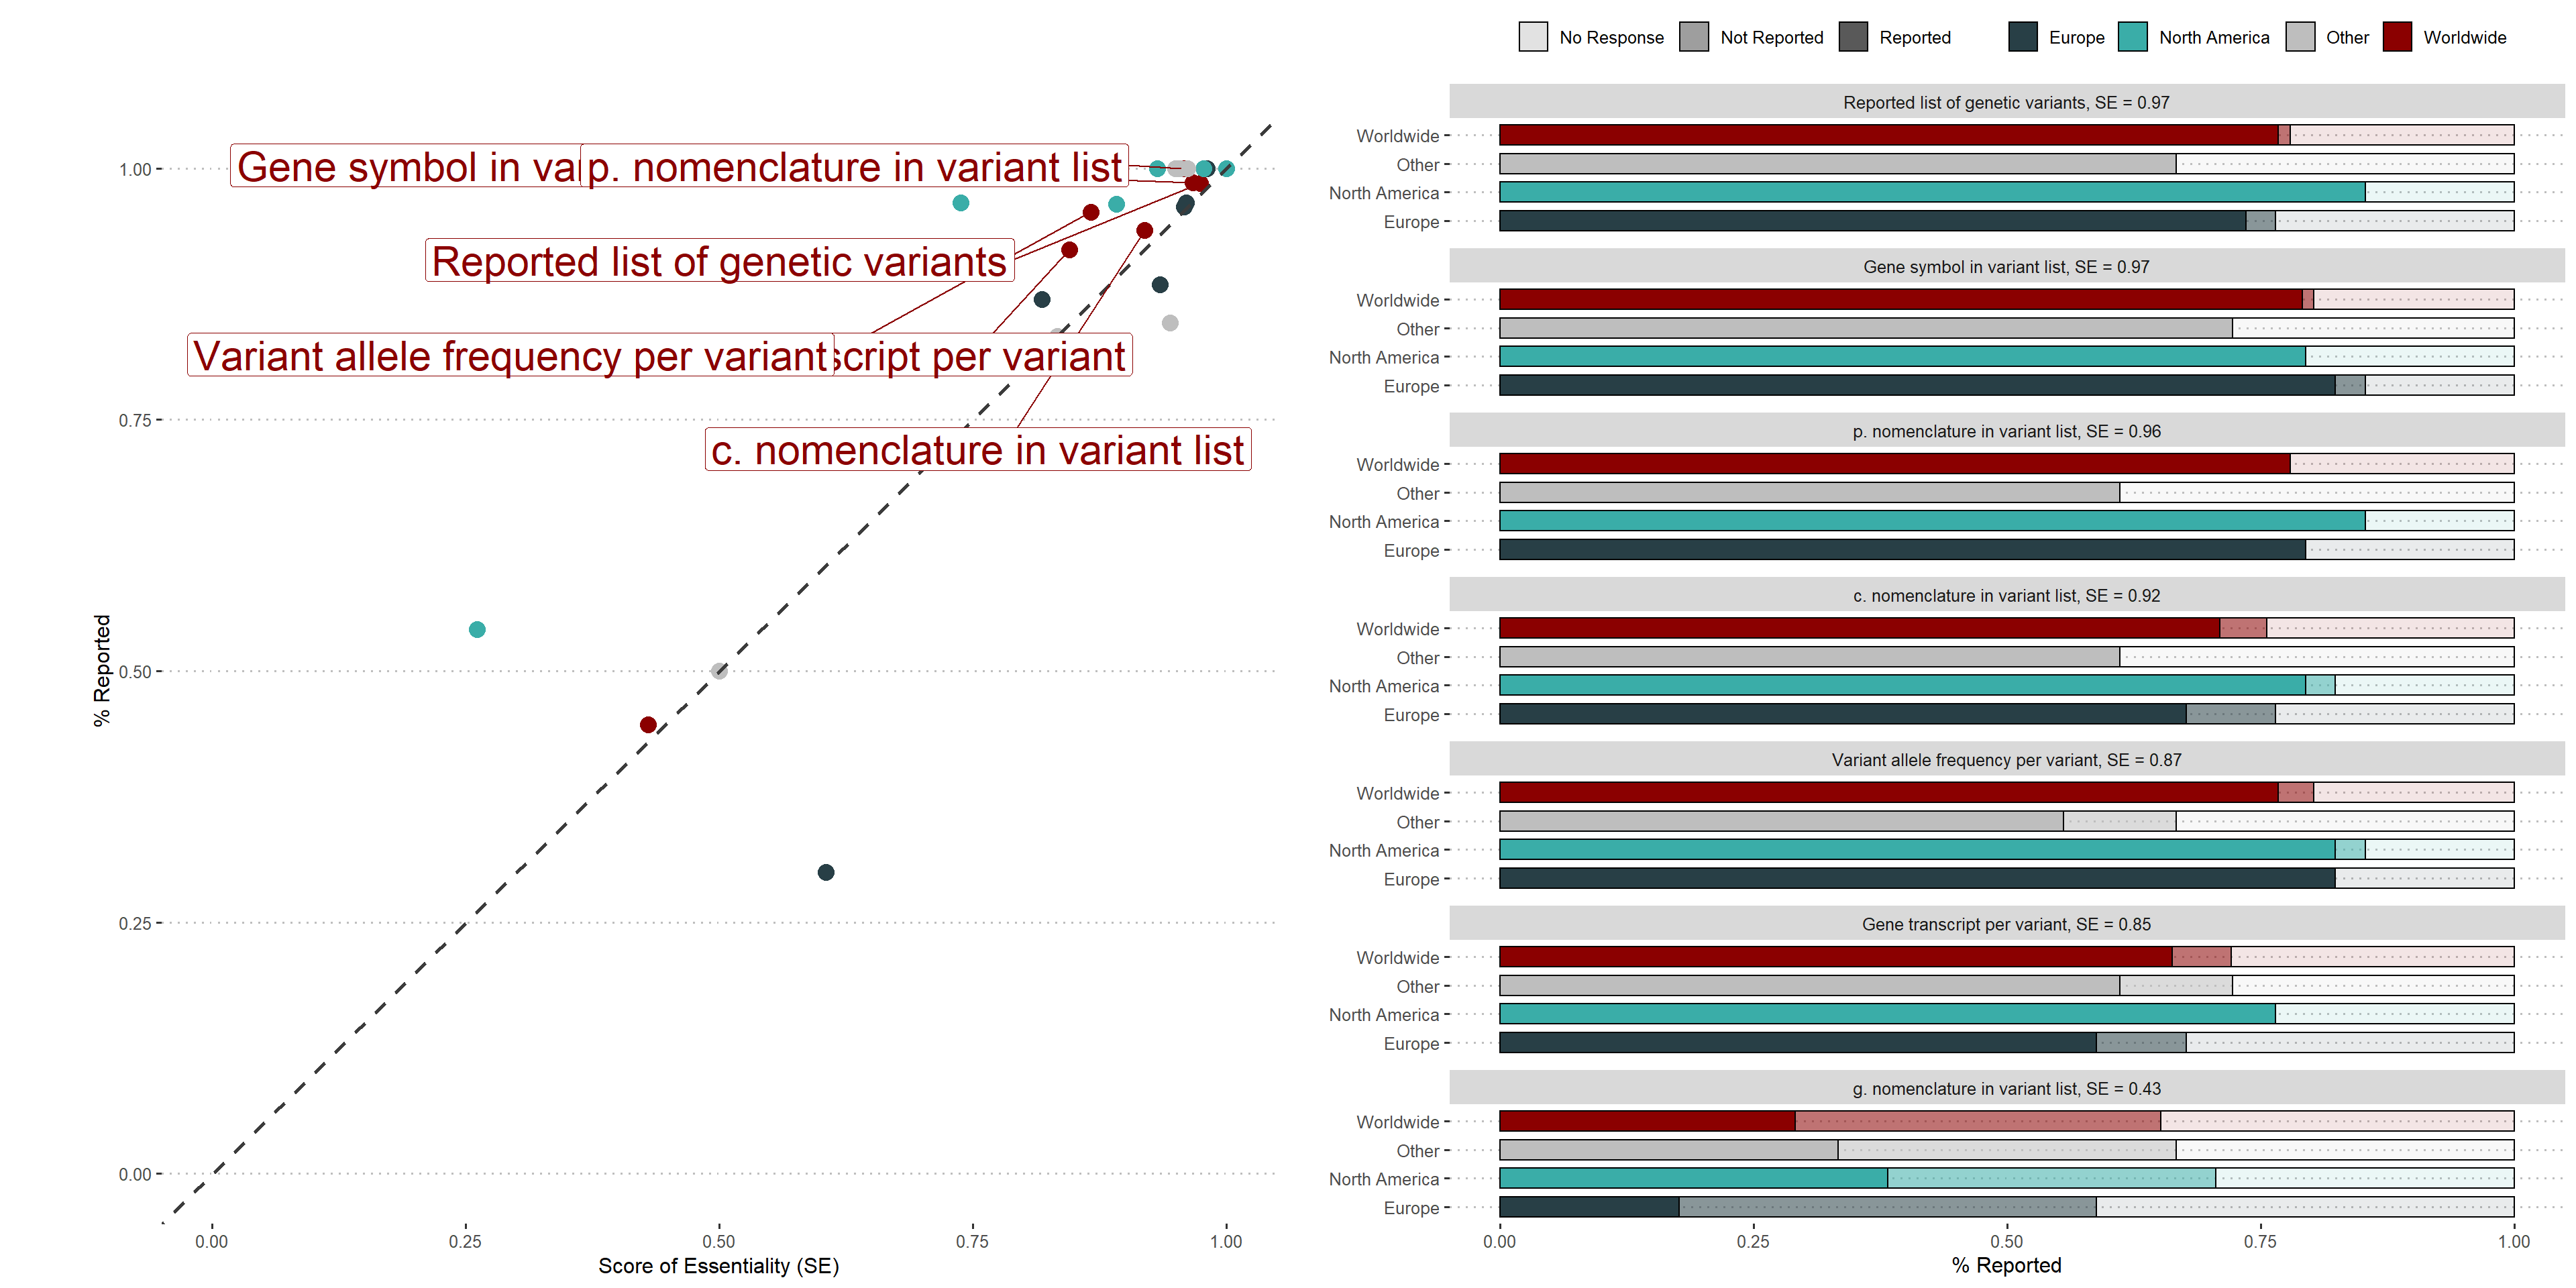 No Response
Not Reported
Reported
Europe
North America
Other
Worldwide
1.00
0.75
0.50
0.25
0.00
% Reported
Gene symbol in var
p. nomenclature in variant list
Reported list of genetic variants
Variant allele frequency per variant
script per variant
c. nomenclature in variant list
0.00
0.25
0.50
0.75
1.00
Score of Essentiality (SE)
Reported list of genetic variants, SE = 0.97
Worldwide
Other
North America
Europe
Gene symbol in variant list, SE = 0.97
Worldwide
Other
North America
Europe
p. nomenclature in variant list, SE = 0.96
Worldwide
Other
North America
Europe
c. nomenclature in variant list, SE = 0.92
Worldwide
Other
North America
Europe
Variant allele frequency per variant, SE = 0.87
Worldwide
Other
North America
Europe
Gene transcript per variant, SE = 0.85
Worldwide
Other
North America
Europe
g. nomenclature in variant list, SE = 0.43
Worldwide
Other
North America
Europe
0.00
0.25
0.50
0.75
1.00
% Reported